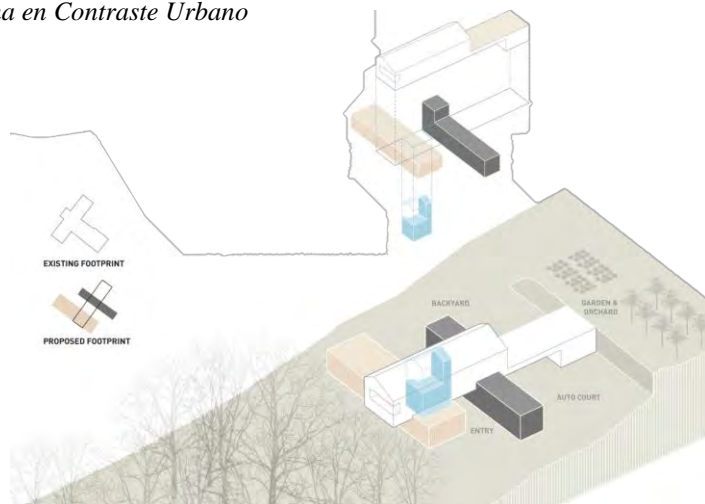 en Contraste Urbano
EXISTING FOOTPRINT
PROPOSED FOOTPRINT
BACKYARD
GARDEN &
ORCHARD
AUTO COURT
ENTRY